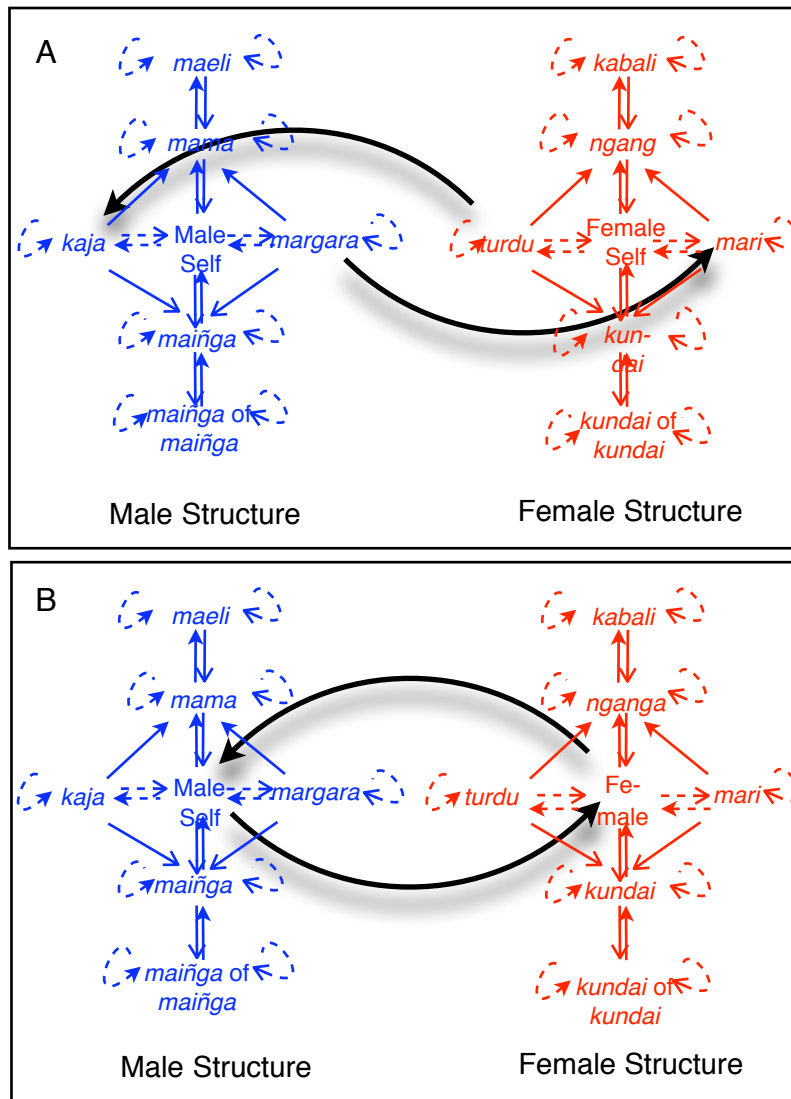 A
maeli
kabali
mama
ngang
kaja
Male
Self
margara
turdu
Female
Self
mari
maiñga
kun-
dai
maiñga of
maiñga
kundai of
kundai
Male Structure
Female Structure
B
maeli
kabali
mama
nganga
kaja
Male
Self
margara
turdu
Fe-
male
mari
maiñga
kundai
maiñga of
maiñga
kundai of
kundai
Male Structure
Female Structure